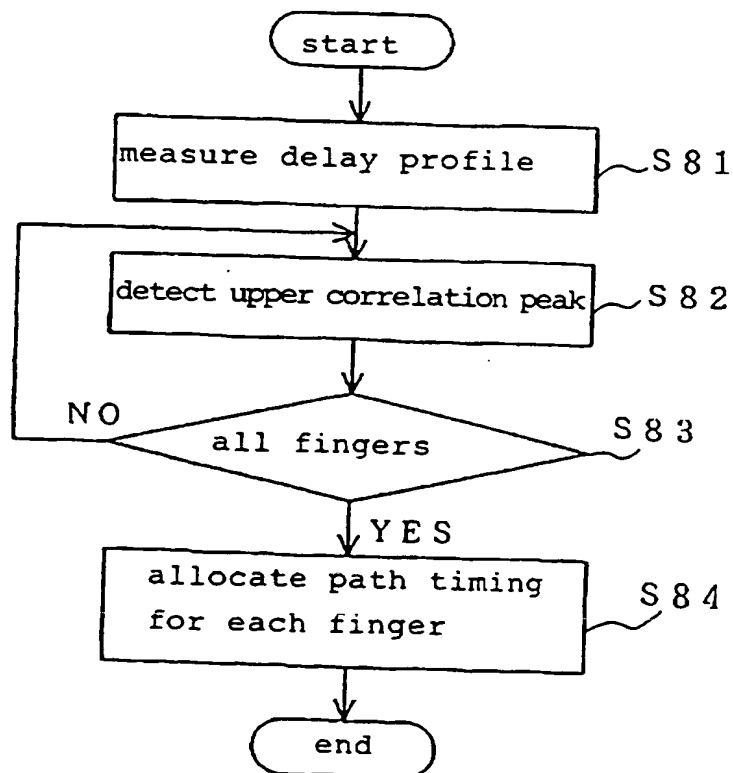 start
measure delay profile
S81
detect upper correlation peak
S82
NO
all fingers
S83
YES
allocate path timing
for each finger
S84
end